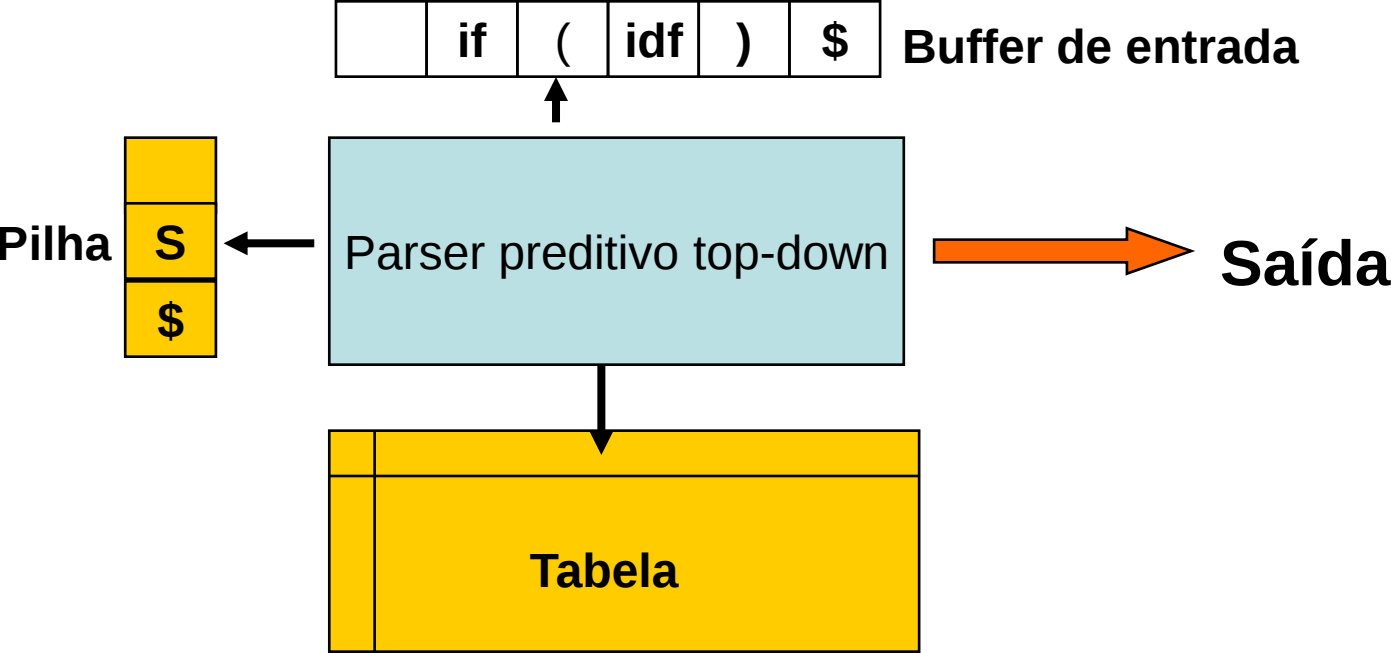 if ( idf ) $ Buffer de entrada
Pilha S
$
Parser preditivo top-down
Saída
Tabela